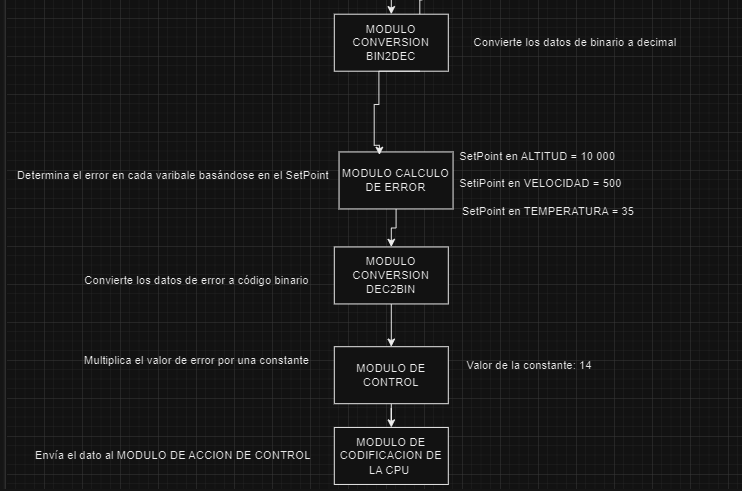 MODULO
CONVERSION
BIN2DEC
Convierte los datos de binario a decimal
Determina el error en cada varibale basándose en el SetPoint
MODULO CALCULO
DE ERROR
SetPoint en ALTITUD = 10 000
SetiPoint en VELOCIDAD = 500
SetPoint en TEMPERATURA = 35
Convierte los datos de error a código binario
MODULO
CONVERSION
DEC2BIN
Multiplica el valor de error por una constante
MODULO DE
CONTROL
Valor de la constante: 14
Envía el dato al MODULO DE ACCION DE CONTROL
MODULO DE
CODIFICACION DE
LA CPU